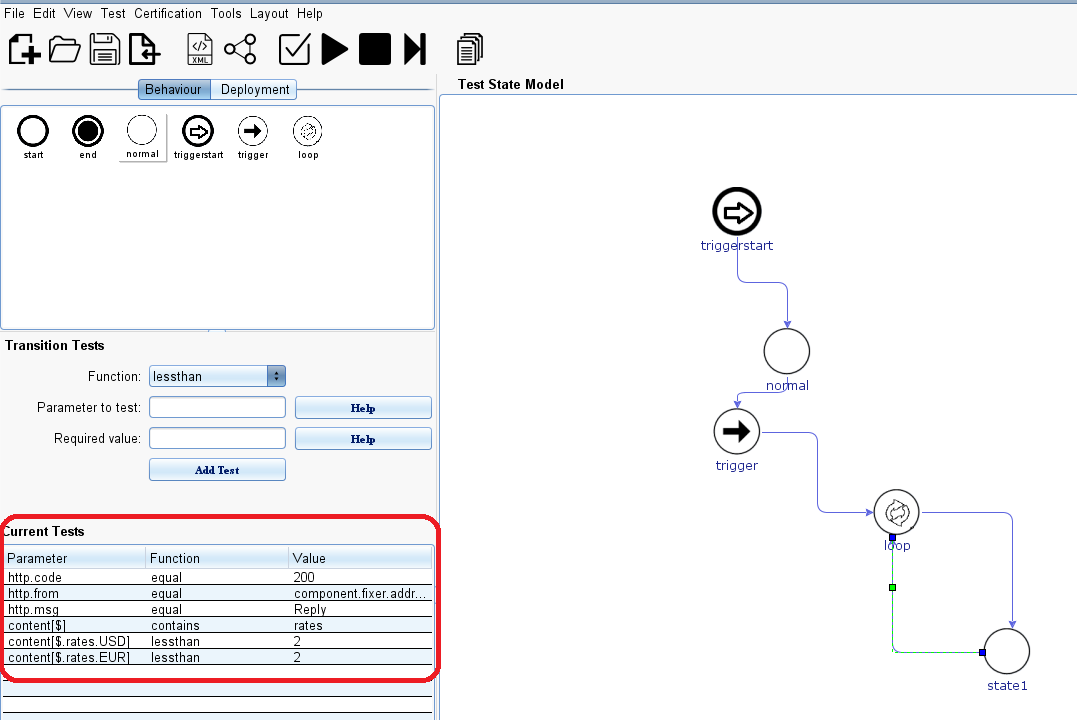 File Edit View Test Certification Tools Layout Help
XML
Behaviour Deployment
start end normal triggerstart trigger loop
Transition Tests
Function: lessthan
Parameter to test: Help
Required value: Help
Add Test
Current Tests
Parameter Function Value
http.code equal 200
http.from equal component.fixer.addr...
http.msg equal Reply
content[$] contains rates
content[$.rates.USD] lessthan 2
content[$.rates.EUR] lessthan 2
Test State Model
triggerstart
normal
trigger
loop
state1